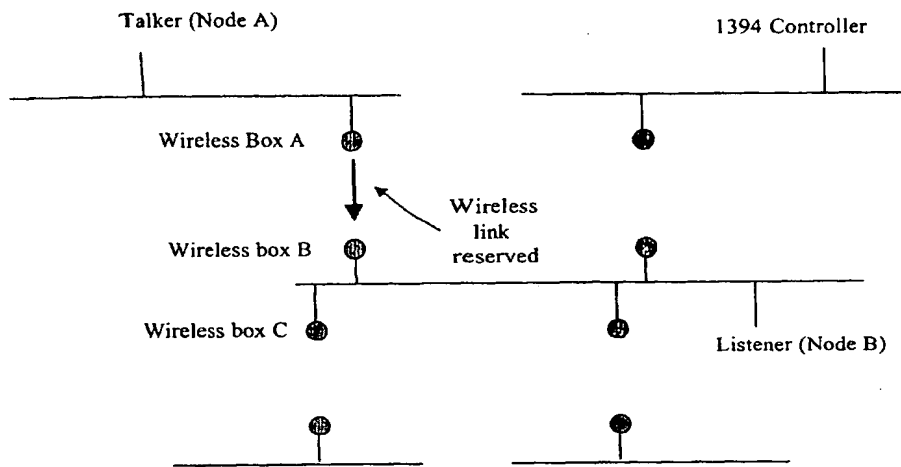 Talker (Node A)
1394 Controller
Wireless Box A
Wireless
link
reserved
Wireless box B
Wireless box C
Listener (Node B)